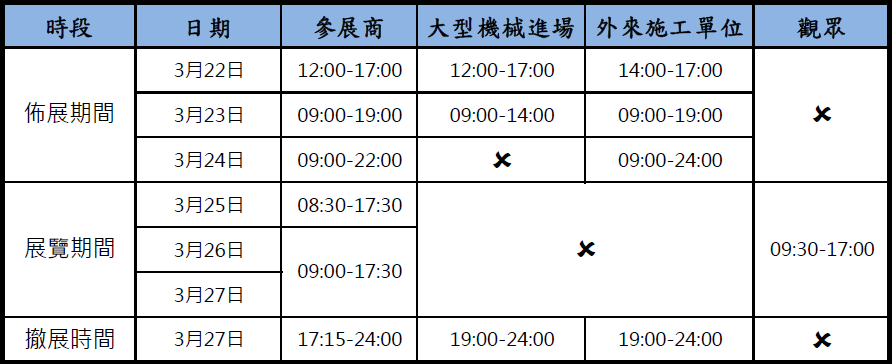 時段 日期 參展商 大型機械進場 外來施工單位 觀眾
佈展期間 3月22日 12:00-17:00 12:00-17:00 14:00-17:00 ✘
3月23日 09:00-19:00 09:00-14:00 09:00-19:00
3月24日 09:00-22:00 ✘ 09:00-24:00
展覽期間 3月25日 08:30-17:30 ✘ 09:30-17:00
3月26日 09:00-17:30
3月27日
撤展時間 3月27日 17:15-24:00 19:00-24:00 19:00-24:00 ✘